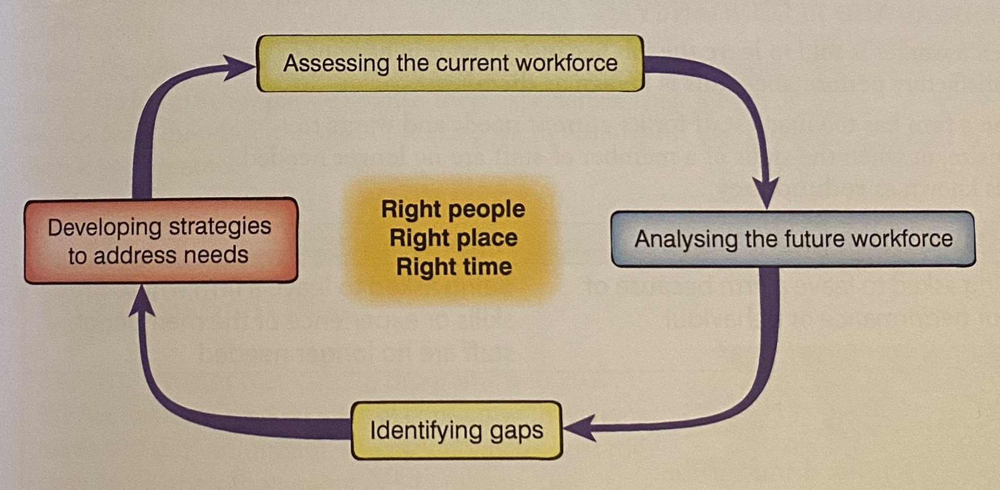 Assessing the current workforce
Developing strategies
to address needs
Right people
Right place
Right time
Analysing the future workforce
Identifying gaps